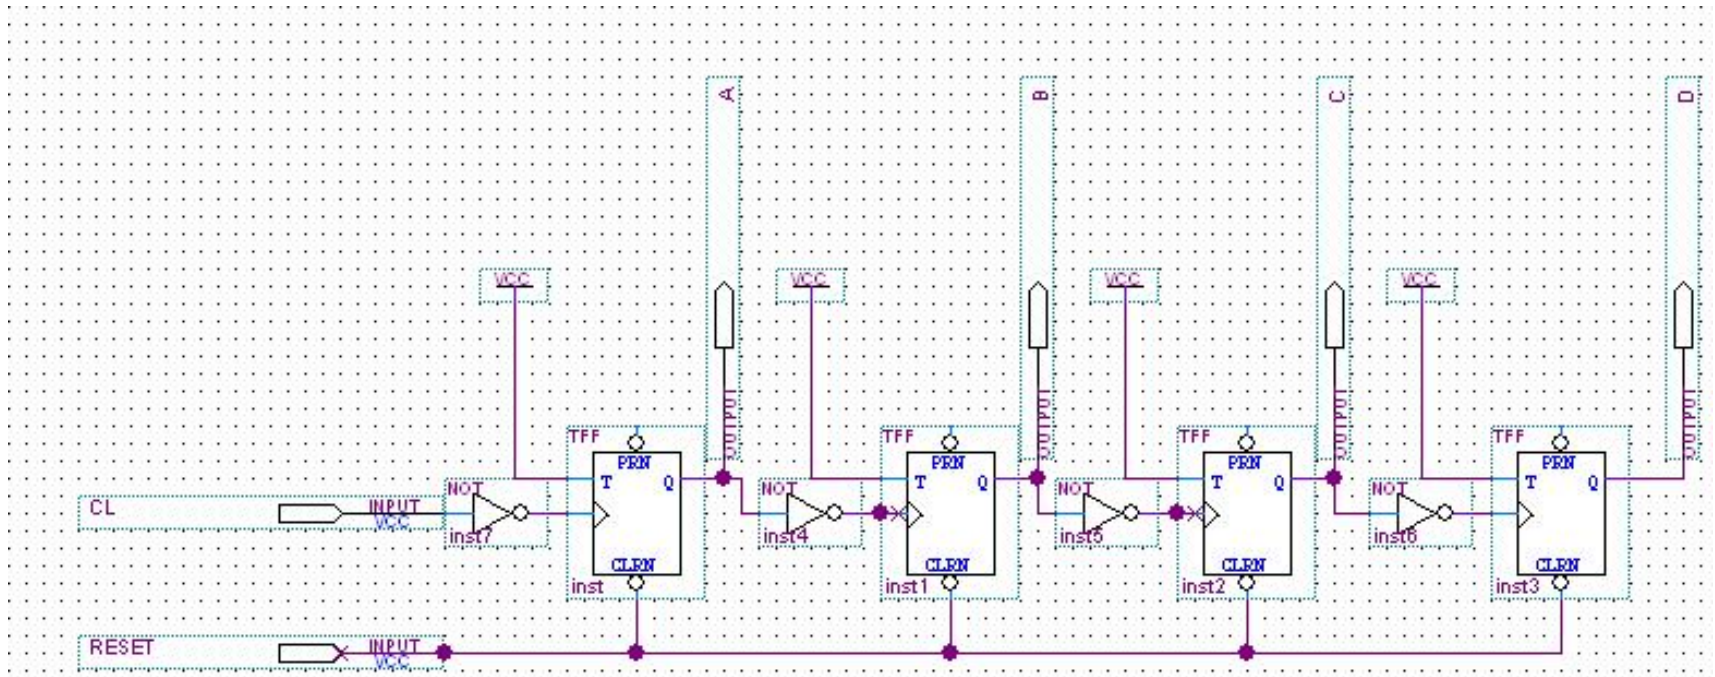 A
B
C
D
VCC
VCC
VCC
VCC
OUTPUT
OUTPUT
OUTPUT
OUTPUT
TFF
TFF
TFF
TFF
PRN
PRN
PRN
PRN
T Q
T Q
T Q
T Q
NOT
NOT
NOT
NOT
CL INPUT
VCC
inst7
inst4
inst5
inst6
CLRN
CLRN
CLRN
CLRN
inst
inst1
inst2
inst3
RESET INPUT
VCC